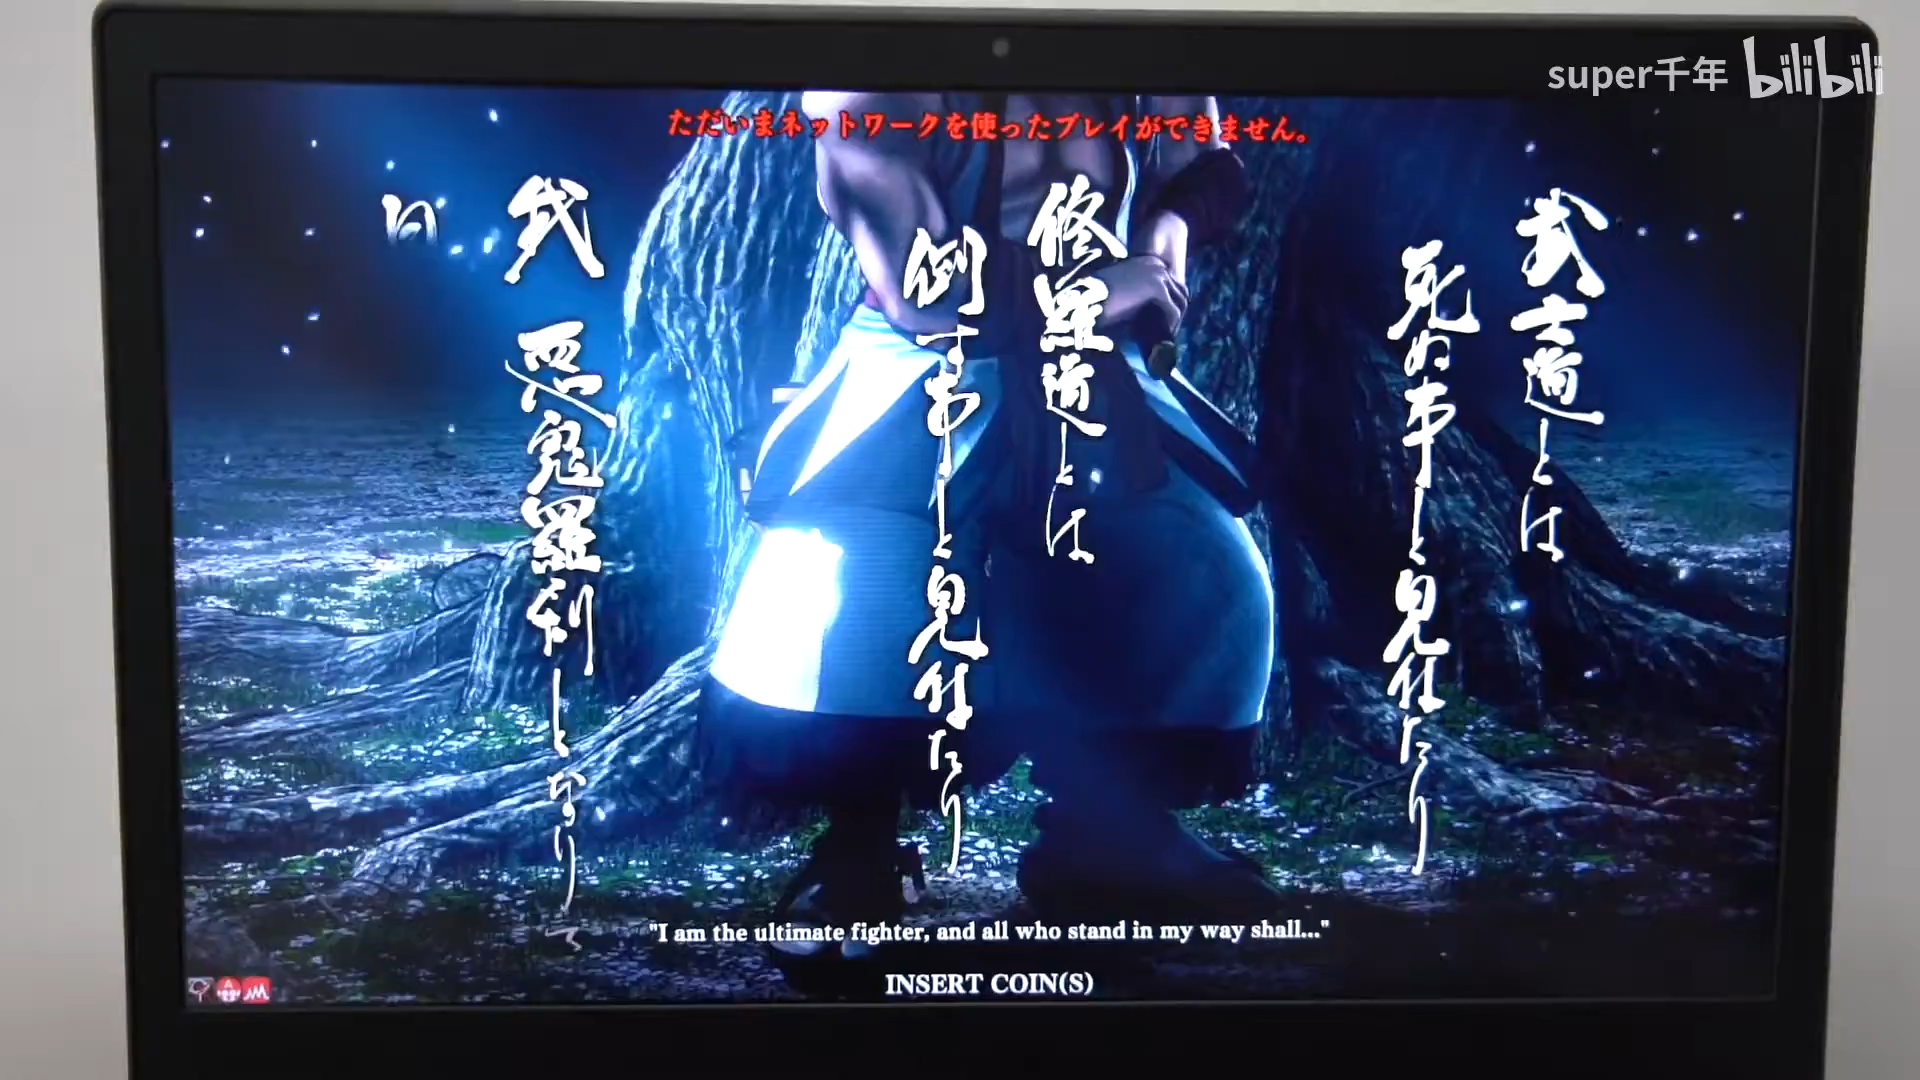 super千年 bilibili
ただいまネットワークを使ったプレイができません。
武士道とは
死ぬ事と見付たり
修羅道とは
倒す事と見付たり
我 悪鬼羅刹となりて
"I am the ultimate fighter, and all who stand in my way shall..."
INSERT COIN(S)